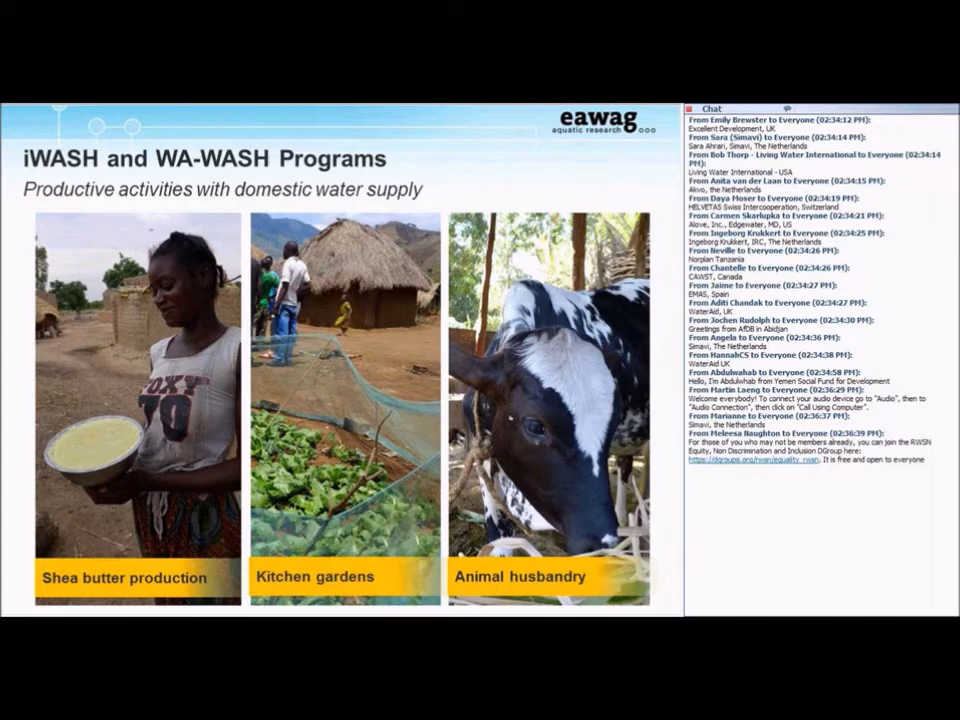 eawag
aquatic research
iWASH and WA-WASH Programs
Productive activities with domestic water supply
FOXY
70
Shea butter production
Kitchen gardens
Animal husbandry
Chat
From Emily Brewster to Everyone (02:34:12 PM):
Excellent Development, UK
From Sara (Simavi) to Everyone (02:34:14 PM):
Sara Ahrari, Simavi, The Netherlands
From Bob Thorp - Living Water International to Everyone (02:34:14
PM):
Living Water International - USA
From Anita van der Laan to Everyone (02:34:15 PM):
Akvo, the Netherlands
From Daya Moser to Everyone (02:34:19 PM):
HELVETAS Swiss Intercooperation, Switzerland
From Carmen Skarlupka to Everyone (02:34:21 PM):
Alove, Inc., Edgewater, MD, US
From Ingeborg Krukkert to Everyone (02:34:25 PM):
Ingeborg Krukkert, IRC, The Netherlands
From Neville to Everyone (02:34:26 PM):
Norplan Tanzania
From Chantelle to Everyone (02:34:26 PM):
CAWST, Canada
From Jaime to Everyone (02:34:27 PM):
EMAS, Spain
From Aditi Chandak to Everyone (02:34:27 PM):
WaterAid, UK
From Jochen Rudolph to Everyone (02:34:30 PM):
Greetings from AfDB in Abidjan
From Angela to Everyone (02:34:36 PM):
Simavi, The Netherlands
From HannahCS to Everyone (02:34:38 PM):
WaterAid UK
From Abdulwahab to Everyone (02:34:58 PM):
Hello, I'm Abdulwhab from Yemen Social Fund for Development
From Martin Laeng to Everyone (02:36:29 PM):
Welcome everybody! To connect your audio device go to "Audio", then to
"Audio Connection", then click on "Call Using Computer".
From Marianne to Everyone (02:36:37 PM):
Simavi, the Netherlands
From Meleesa Naughton to Everyone (02:36:39 PM):
For those of you who may not be members already, you can join the RWSN
Equity, Non Discrimination and Inclusion DGroup here:
https://dgroups.org/rwsn/equality_rwsn. It is free and open to everyone